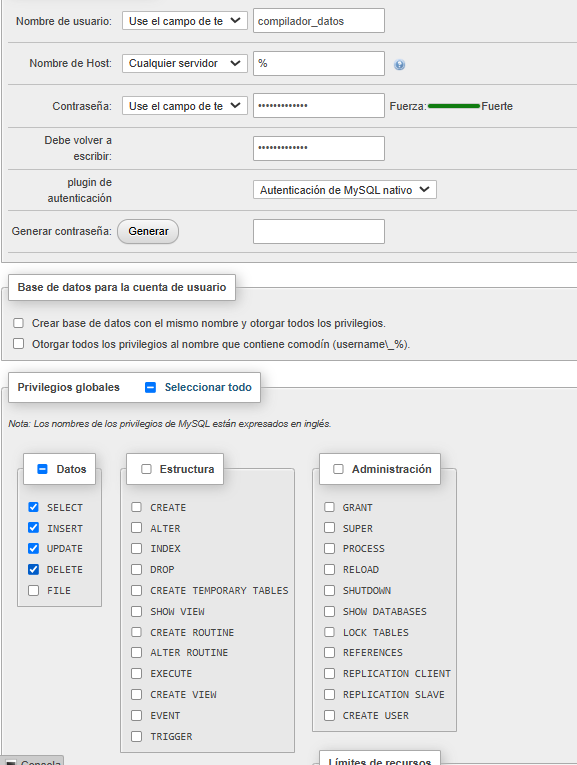 Nombre de usuario: Use el campo de te compilador_datos
Nombre de Host: Cualquier servidor %
Contraseña: Use el campo de te ••••••••••••• Fuerza: Fuerte
Debe volver a
escribir: •••••••••••••
plugin de
autenticación Autenticación de MySQL nativo
Generar contraseña: Generar
Base de datos para la cuenta de usuario
Crear base de datos con el mismo nombre y otorgar todos los privilegios.
Otorgar todos los privilegios al nombre que contiene comodín (username\_%).
Privilegios globales Seleccionar todo
Nota: Los nombres de los privilegios de MySQL están expresados en inglés.
Datos
SELECT
INSERT
UPDATE
DELETE
FILE
Estructura
CREATE
ALTER
INDEX
DROP
CREATE TEMPORARY TABLES
SHOW VIEW
CREATE ROUTINE
ALTER ROUTINE
EXECUTE
CREATE VIEW
EVENT
TRIGGER
Administración
GRANT
SUPER
PROCESS
RELOAD
SHUTDOWN
SHOW DATABASES
LOCK TABLES
REFERENCES
REPLICATION CLIENT
REPLICATION SLAVE
CREATE USER
Límites de recursos
Consola